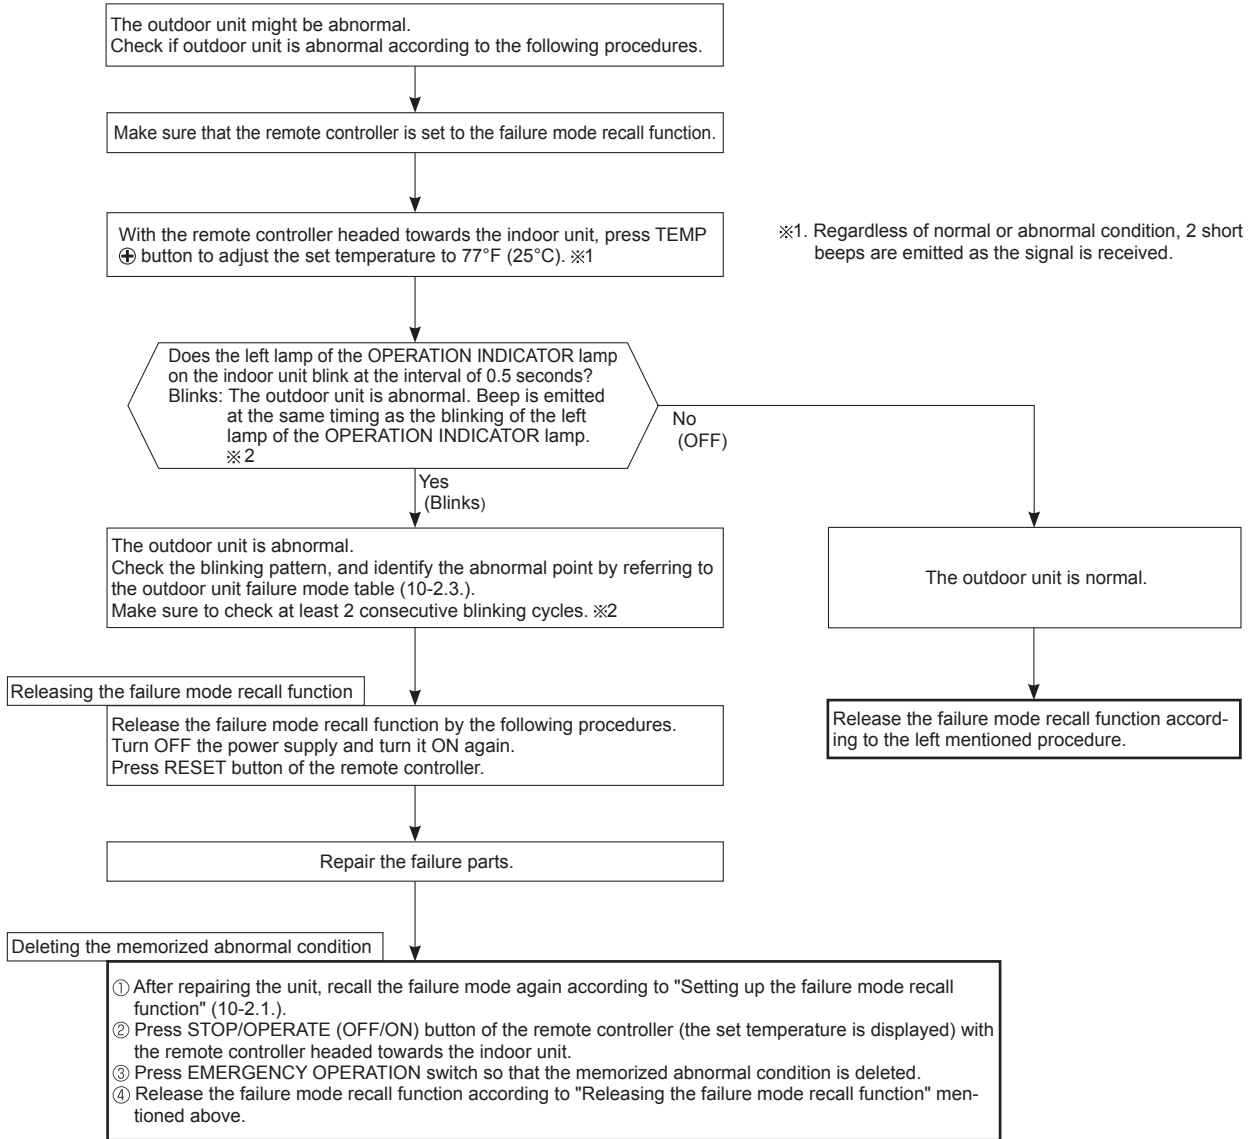 The outdoor unit might be abnormal.
Check if outdoor unit is abnormal according to the following procedures.
Make sure that the remote controller is set to the failure mode recall function.
With the remote controller headed towards the indoor unit, press TEMP
⊕ button to adjust the set temperature to 77°F (25°C). ※1
※1. Regardless of normal or abnormal condition, 2 short
beeps are emitted as the signal is received.
Does the left lamp of the OPERATION INDICATOR lamp
on the indoor unit blink at the interval of 0.5 seconds?
Blinks: The outdoor unit is abnormal. Beep is emitted
at the same timing as the blinking of the left
lamp of the OPERATION INDICATOR lamp.
※2
No
(OFF)
Yes
(Blinks)
The outdoor unit is abnormal.
Check the blinking pattern, and identify the abnormal point by referring to
the outdoor unit failure mode table (10-2.3.).
Make sure to check at least 2 consecutive blinking cycles. ※2
The outdoor unit is normal.
Releasing the failure mode recall function
Release the failure mode recall function by the following procedures.
Turn OFF the power supply and turn it ON again.
Press RESET button of the remote controller.
Release the failure mode recall function accord-
ing to the left mentioned procedure.
Repair the failure parts.
Deleting the memorized abnormal condition
① After repairing the unit, recall the failure mode again according to "Setting up the failure mode recall
function" (10-2.1.).
② Press STOP/OPERATE (OFF/ON) button of the remote controller (the set temperature is displayed) with
the remote controller headed towards the indoor unit.
③ Press EMERGENCY OPERATION switch so that the memorized abnormal condition is deleted.
④ Release the failure mode recall function according to "Releasing the failure mode recall function" men-
tioned above.